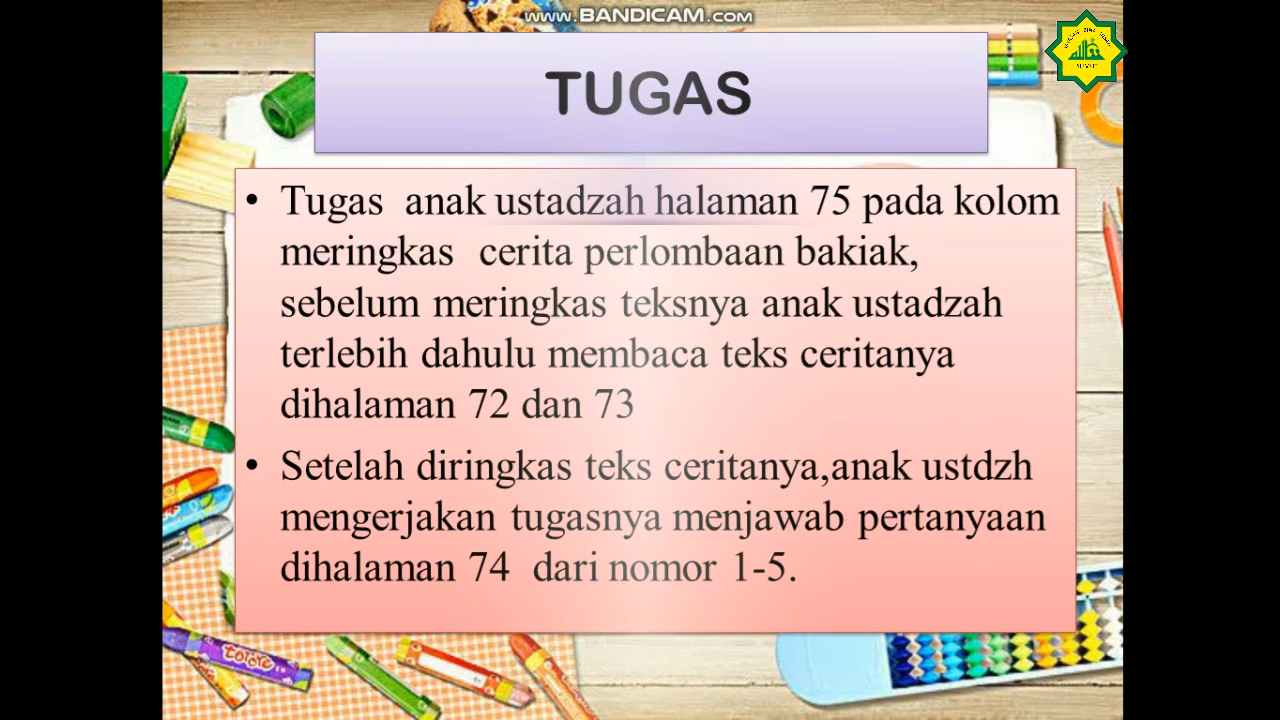 www.BANDICAM.com
TUGAS
• Tugas anak ustadzah halaman 75 pada kolom
meringkas cerita perlombaan bakiak,
sebelum meringkas teksnya anak ustadzah
terlebih dahulu membaca teks ceritanya
dihalaman 72 dan 73
• Setelah diringkas teks ceritanya,anak ustdzh
mengerjakan tugasnya menjawab pertanyaan
dihalaman 74 dari nomor 1-5.